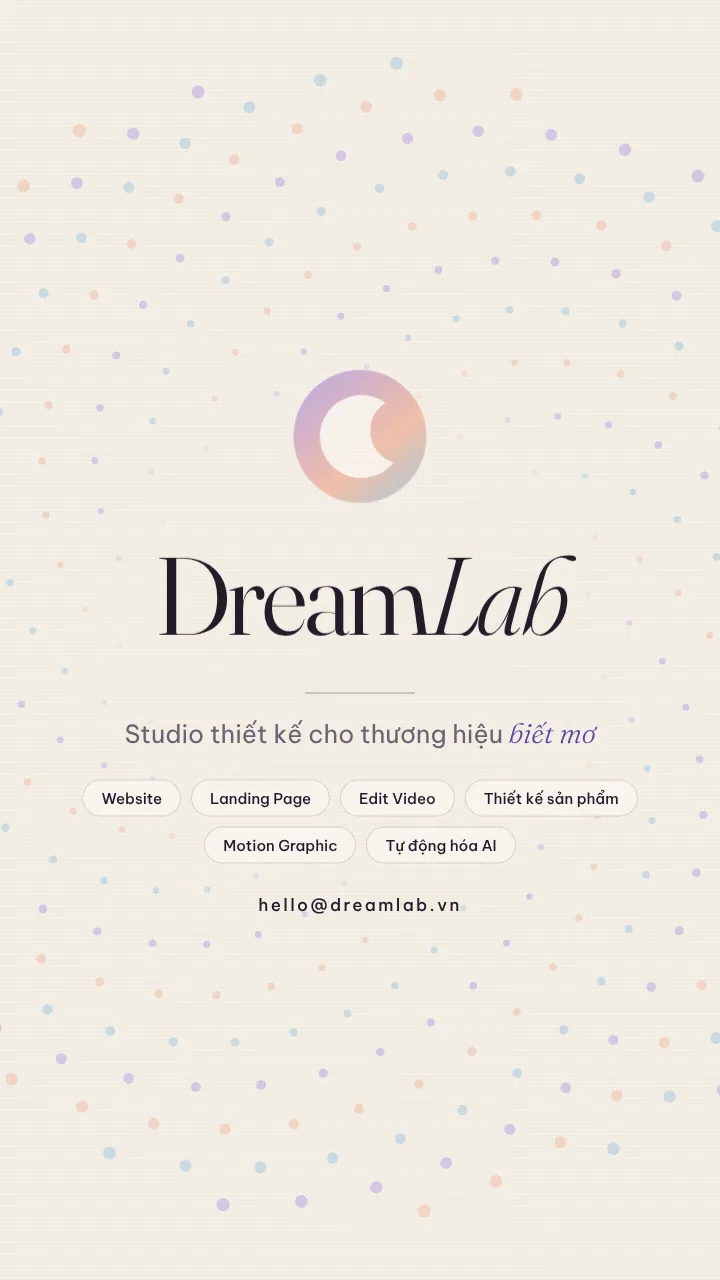 DreamLab
Studio thiết kế cho thương hiệu biết mơ
Website Landing Page Edit Video Thiết kế sản phẩm
Motion Graphic Tự động hóa AI
hello@dreamlab.vn